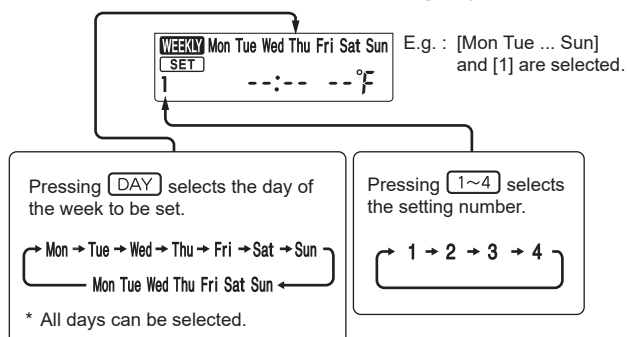 WEEKLY Mon Tue Wed Thu Fri Sat Sun
SET
1 --:-- --°F
E.g. : [Mon Tue ... Sun]
and [1] are selected.
Pressing DAY selects the day of
the week to be set.
Mon → Tue → Wed → Thu → Fri → Sat → Sun
Mon Tue Wed Thu Fri Sat Sun
* All days can be selected.
Pressing 1~4 selects
the setting number.
1 → 2 → 3 → 4